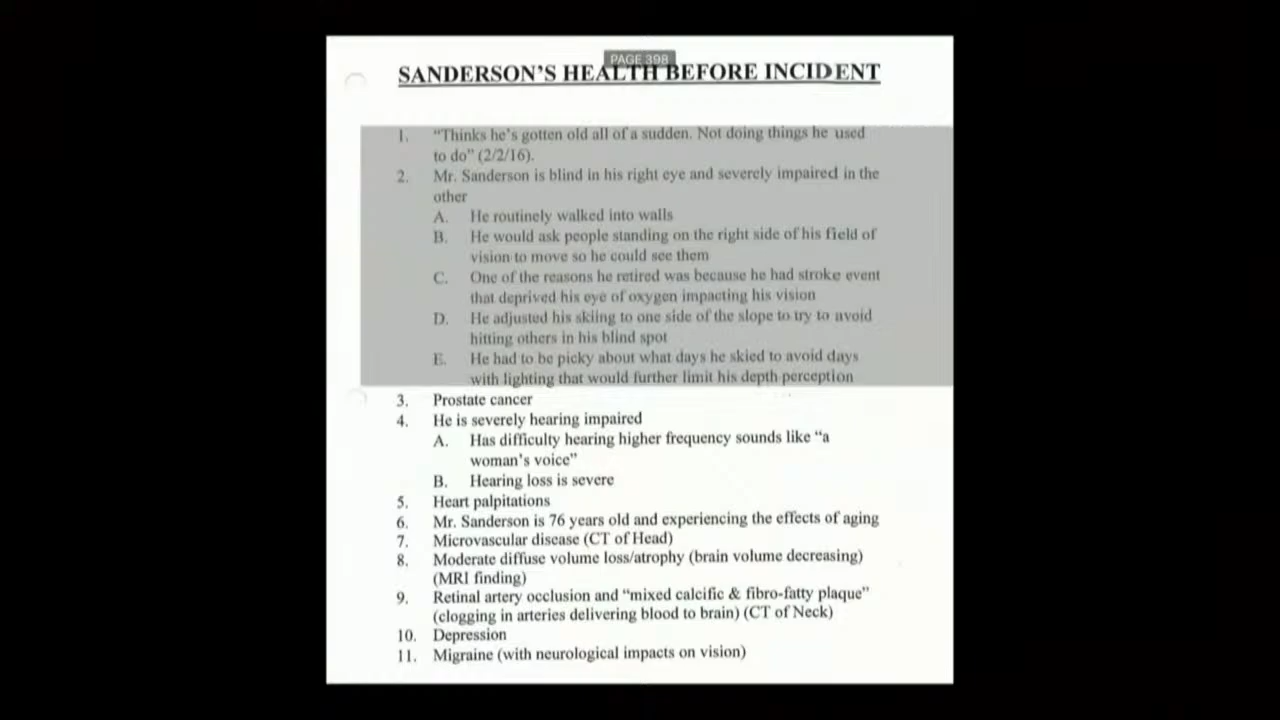 PAGE 398
SANDERSON'S HEALTH BEFORE INCIDENT
1. "Thinks he's gotten old all of a sudden. Not doing things he used
to do" (2/2/16).
2. Mr. Sanderson is blind in his right eye and severely impaired in the
other
A. He routinely walked into walls
B. He would ask people standing on the right side of his field of
vision to move so he could see them
C. One of the reasons he retired was because he had stroke event
that deprived his eye of oxygen impacting his vision
D. He adjusted his skiing to one side of the slope to try to avoid
hitting others in his blind spot
E. He had to be picky about what days he skied to avoid days
with lighting that would further limit his depth perception
3. Prostate cancer
4. He is severely hearing impaired
A. Has difficulty hearing higher frequency sounds like "a
woman's voice"
B. Hearing loss is severe
5. Heart palpitations
6. Mr. Sanderson is 76 years old and experiencing the effects of aging
7. Microvascular disease (CT of Head)
8. Moderate diffuse volume loss/atrophy (brain volume decreasing)
(MRI finding)
9. Retinal artery occlusion and "mixed calcific & fibro-fatty plaque"
(clogging in arteries delivering blood to brain) (CT of Neck)
10. Depression
11. Migraine (with neurological impacts on vision)